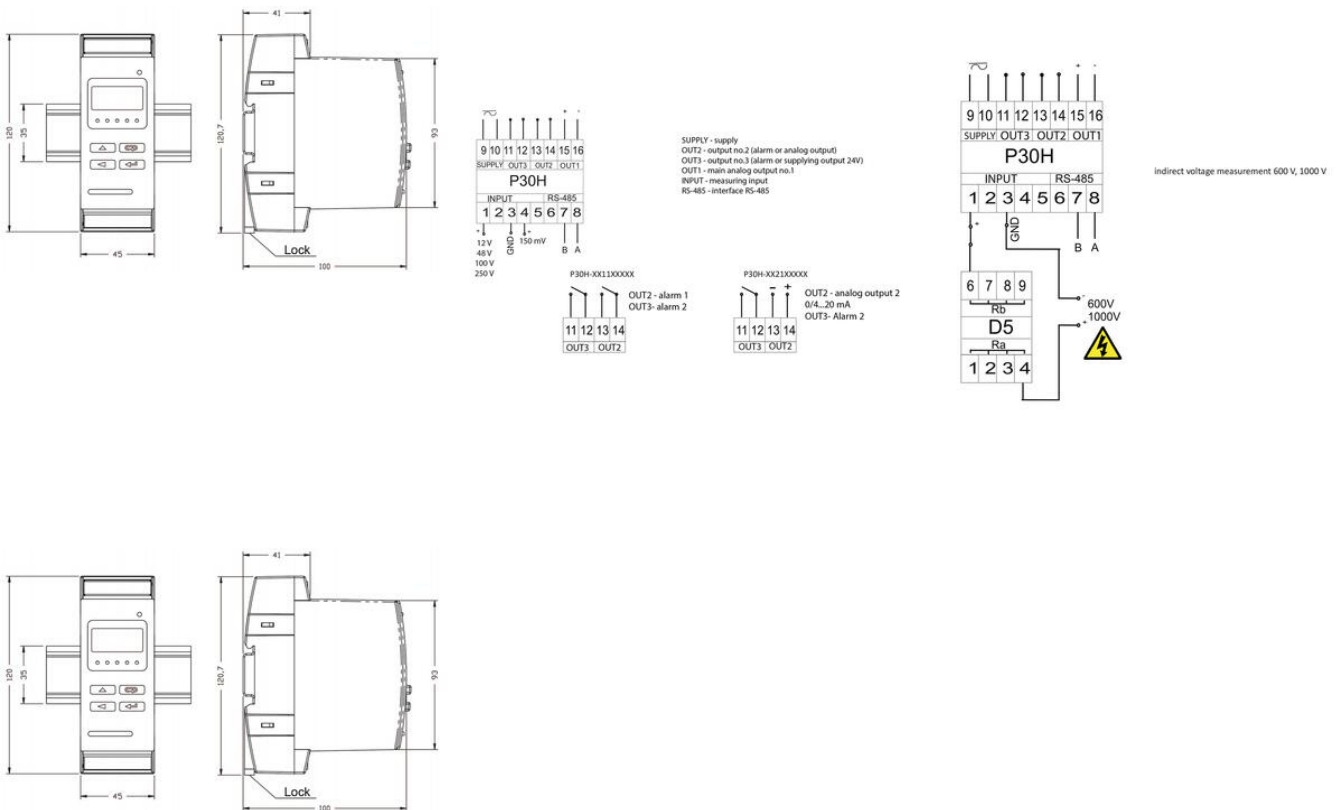 41
120
35
120,7
93
45
Lock
100
+ -
9 10 11 12 13 14 15 16
SUPPLY OUT3 OUT2 OUT1
P30H
INPUT RS-485
1 2 3 4 5 6 7 8
+ +
12 V
48 V
100 V
250 V
GND
150 mV
B A
SUPPLY - supply
OUT2 - output no.2 (alarm or analog output)
OUT3 - output no.3 (alarm or supplying output 24V)
OUT1 - main analog output no.1
INPUT - measuring input
RS-485 - interface RS-485
P30H-XX11XXXXX
OUT2 - alarm 1
OUT3- alarm 2
11 12 13 14
OUT3 OUT2
P30H-XX21XXXXX
- +
OUT2 - analog output 2
0/4...20 mA
OUT3- Alarm 2
11 12 13 14
OUT3 OUT2
+ -
9 10 11 12 13 14 15 16
SUPPLY OUT3 OUT2 OUT1
P30H
INPUT RS-485
1 2 3 4 5 6 7 8
+
GND
B A
6 7 8 9
Rb
D5
Ra
1 2 3 4
-
600V
1000V
+
indirect voltage measurement 600 V, 1000 V
41
120
35
120,7
93
45
Lock
100